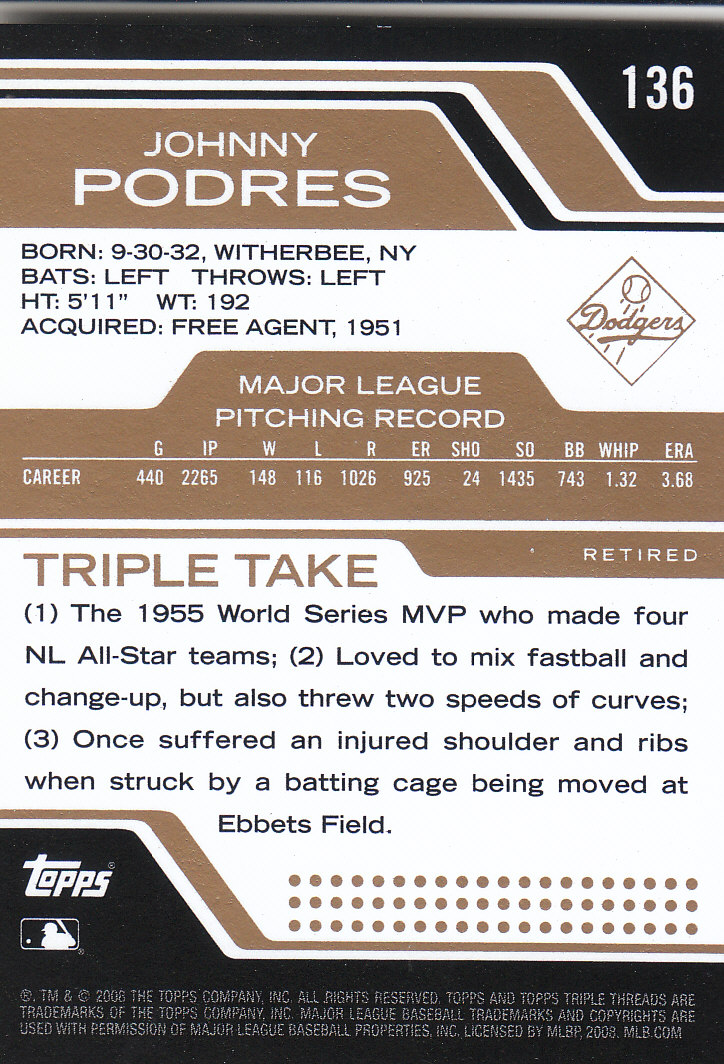 136
JOHNNY
PODRES
BORN: 9-30-32, WITHERBEE, NY
BATS: LEFT THROWS: LEFT
HT: 5'11" WT: 192
ACQUIRED: FREE AGENT, 1951
Dodgers
MAJOR LEAGUE
PITCHING RECORD
G IP W L R ER SHO SO BB WHIP ERA
CAREER 440 2265 148 116 1026 925 24 1435 743 1.32 3.68
RETIRED
TRIPLE TAKE
(1) The 1955 World Series MVP who made four
NL All-Star teams; (2) Loved to mix fastball and
change-up, but also threw two speeds of curves;
(3) Once suffered an injured shoulder and ribs
when struck by a batting cage being moved at
Ebbets Field.
topps®
®
®, TM & © 2008 THE TOPPS COMPANY, INC. ALL RIGHTS RESERVED. TOPPS AND TOPPS TRIPLE THREADS ARE
TRADEMARKS OF THE TOPPS COMPANY, INC. MAJOR LEAGUE BASEBALL TRADEMARKS AND COPYRIGHTS ARE
USED WITH PERMISSION OF MAJOR LEAGUE BASEBALL PROPERTIES, INC. LICENSED BY MLBP, 2008. MLB.COM